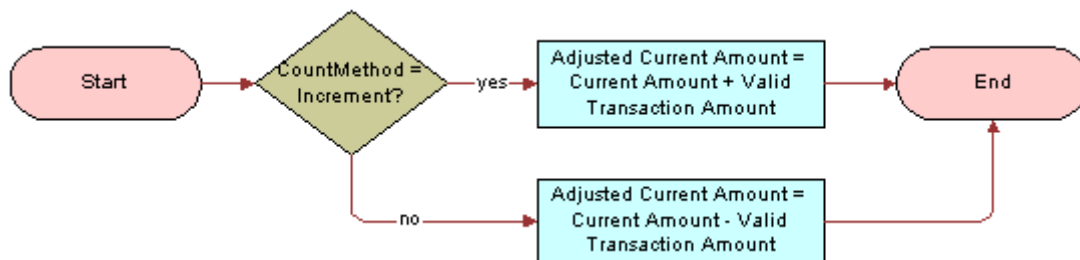 Start
CountMethod =
Increment?
yes
Adjusted Current Amount =
Current Amount + Valid
Transaction Amount
End
no
Adjusted Current Amount =
Current Amount - Valid
Transaction Amount